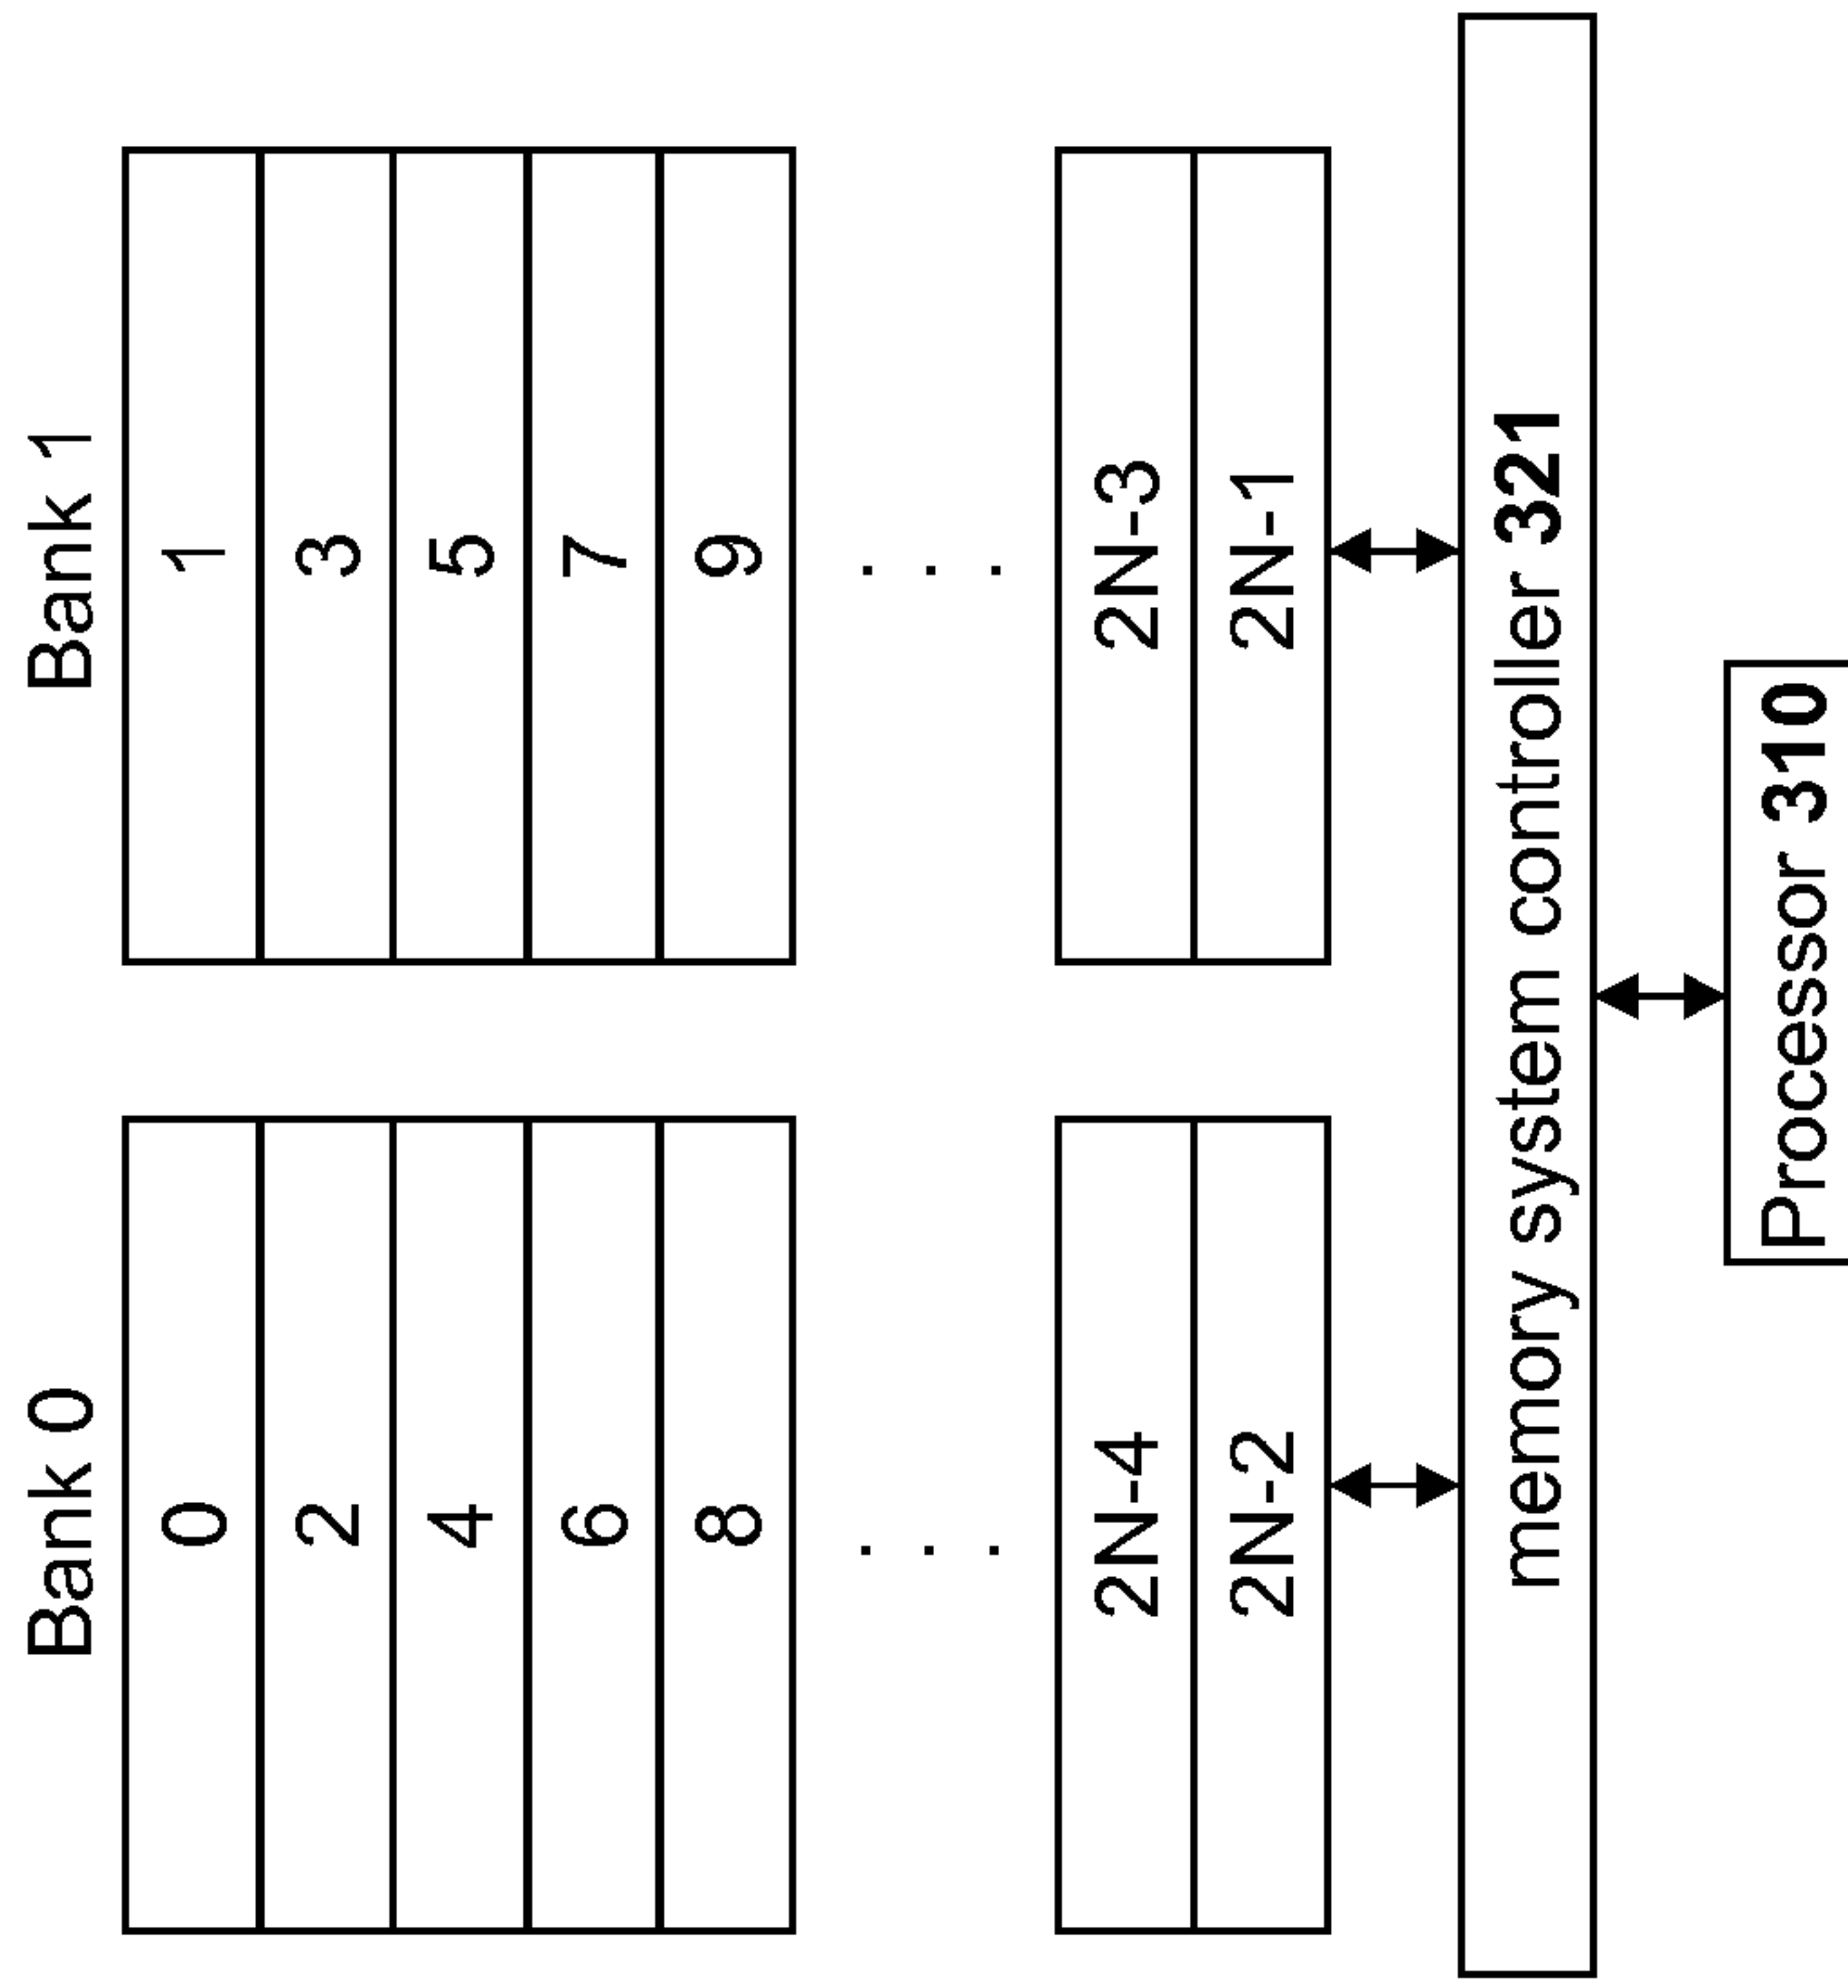 Bank 0
Bank 1
0
1
2
3
4
5
6
7
8
9
. . .
. . .
2N-4
2N-3
2N-2
2N-1
memory system controller 321
Processor 310